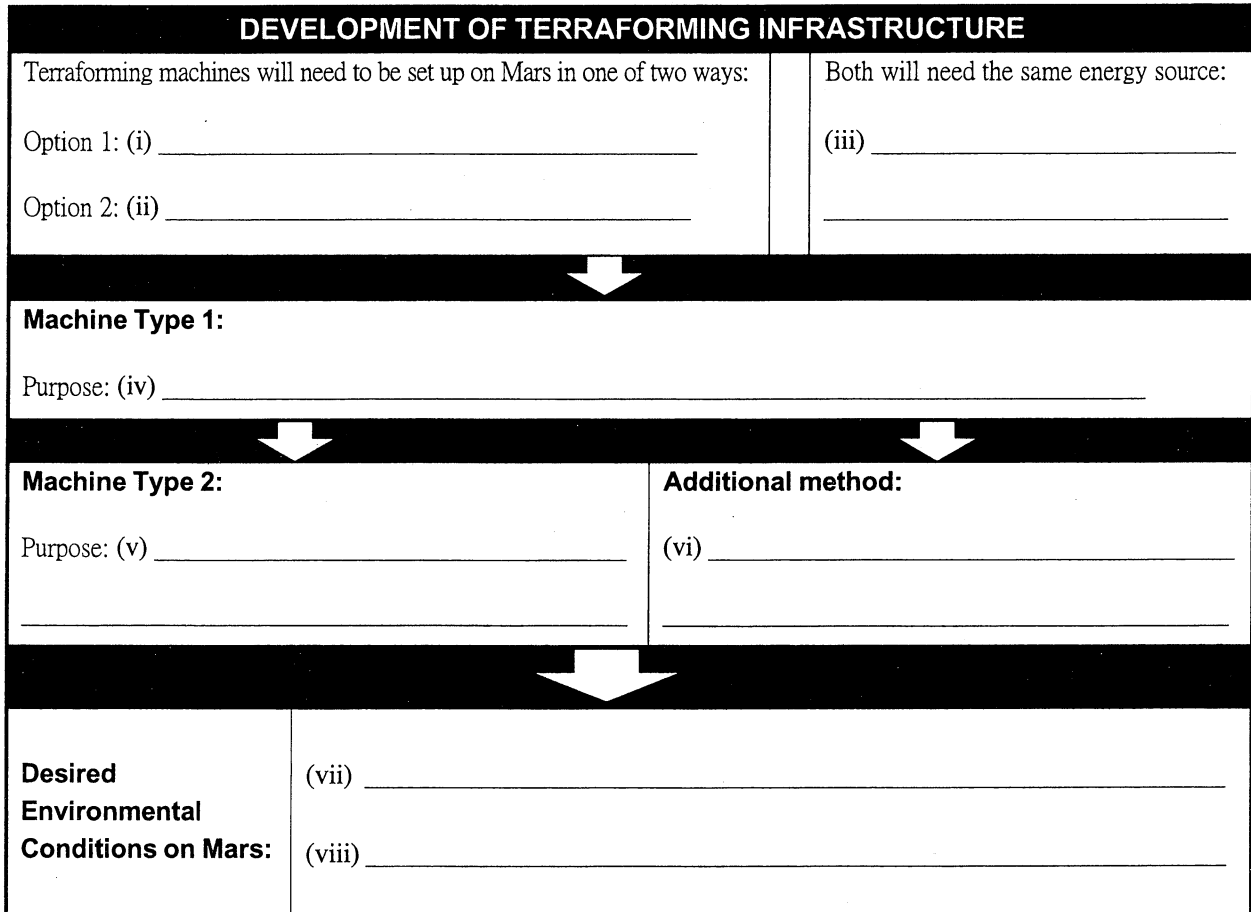 DEVELOPMENT OF TERRAFORMING INFRASTRUCTURE
Terraforming machines will need to be set up on Mars in one of two ways:
Option 1: (i)
Option 2: (ii)
Both will need the same energy source:
(iii)
Machine Type 1:
Purpose: (iv)
Machine Type 2:
Purpose: (v)
Additional method:
(vi)
Desired
Environmental
Conditions on Mars:
(vii)
(viii)